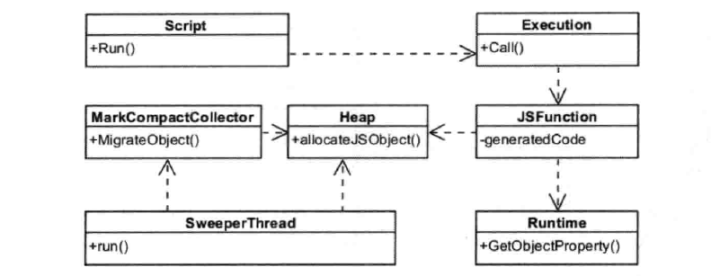 Script
+Run()
Execution
+Call()
MarkCompactCollector
+MigrateObject()
Heap
+allocateJSObject()
JSFunction
-generatedCode
SweeperThread
+run()
Runtime
+GetObjectProperty()